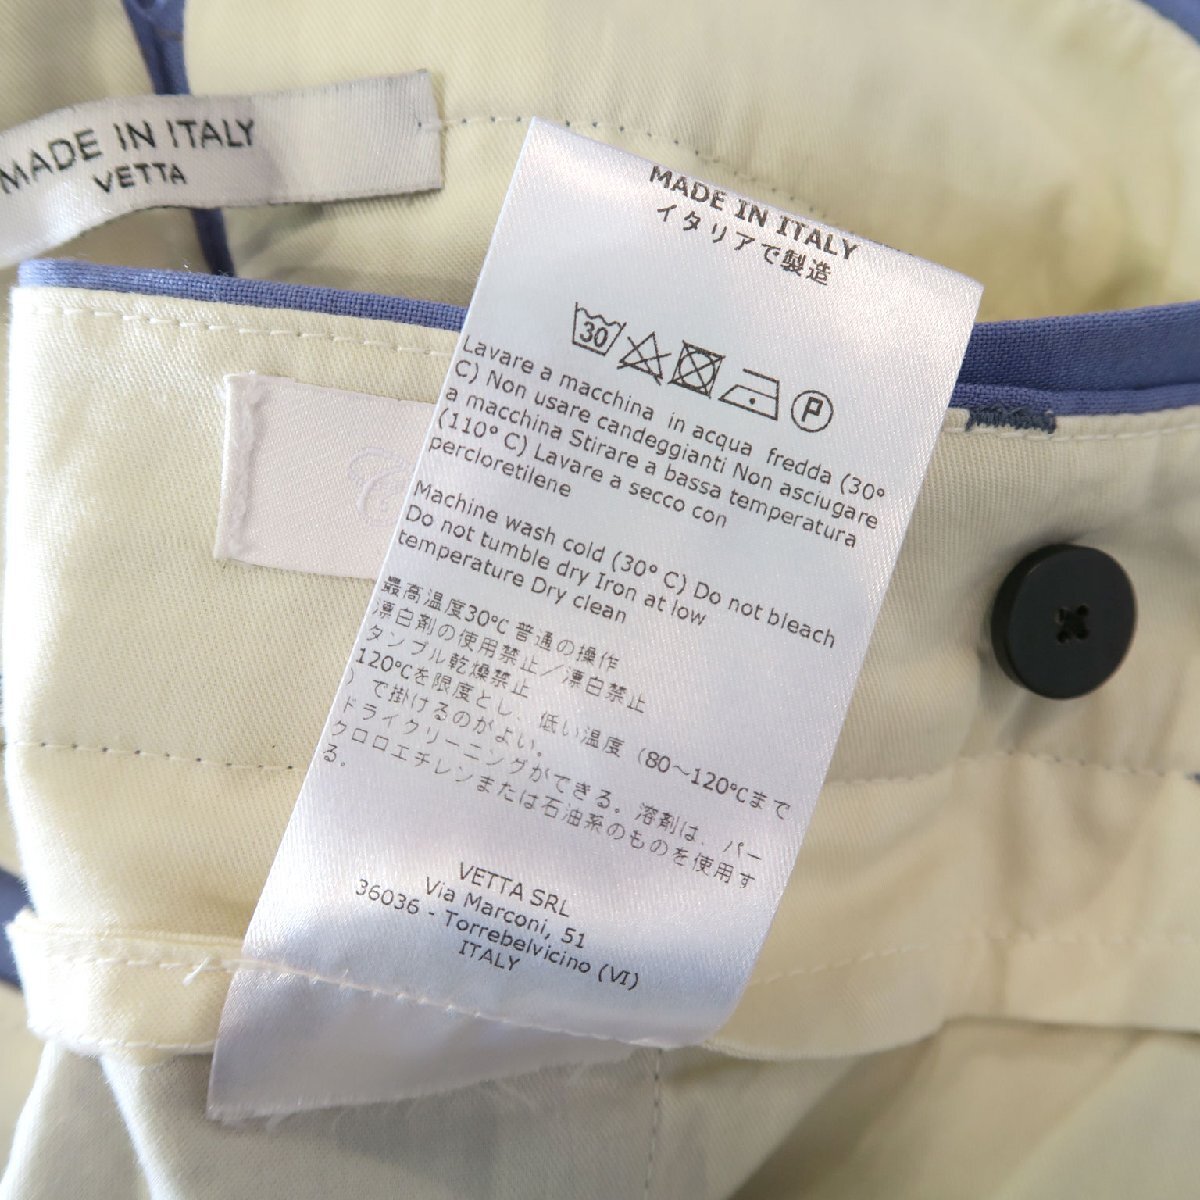 MADE IN ITALY
VETTA
MADE IN ITALY
イタリアで製造
30
P
Lavare a macchina in acqua fredda (30°
C) Non usare candeggianti Non asciugare
a macchina Stirare a bassa temperatura
(110° C) Lavare a secco con
percloretilene
Machine wash cold (30° C) Do not bleach
Do not tumble dry Iron at low
temperature Dry clean
最高温度30℃ 普通の操作
漂白剤の使用禁止／漂白禁止
タンブル乾燥禁止
120℃を限度とし、低い温度（80～120℃まで
）で掛けるのがよい。
ドライクリーニングができる。溶剤は、パー
クロロエチレンまたは石油系のものを使用す
る。
VETTA SRL
Via Marconi, 51
36036 - Torrebelvicino (VI)
ITALY